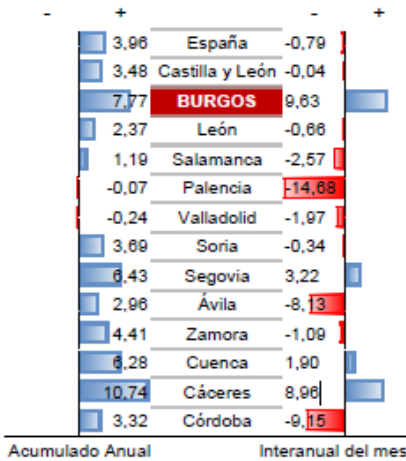 - + - +
3,96 España -0,79
3,48 Castilla y León -0,04
7,77 BURGOS 9,63
2,37 León -0,66
1,19 Salamanca -2,57
-0,07 Palencia -14,68
-0,24 Valladolid -1,97
3,69 Soria -0,34
6,43 Segovia 3,22
2,96 Ávila -8,13
4,41 Zamora -1,09
6,28 Cuenca 1,90
10,74 Cáceres 8,96
3,32 Córdoba -9,15
Acumulado Anual Interanual del mes